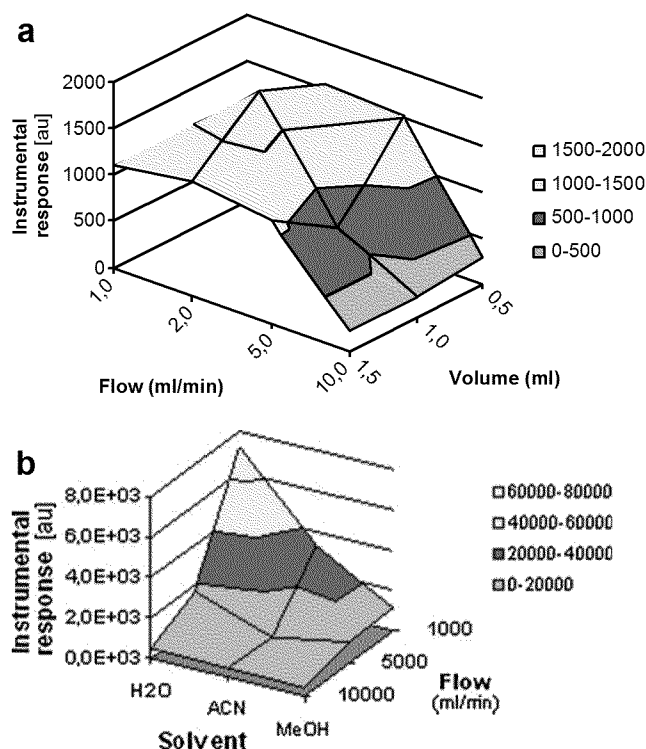 a
2000
1500
1000
500
0
Instrumental
response [au]
1,0
2,0
5,0
10,0
Flow (ml/min)
1,5
1,0
0,5
Volume (ml)
1500-2000
1000-1500
500-1000
0-500
b
8,0E+03
6,0E+03
4,0E+03
2,0E+03
0,0E+03
Instrumental
response [au]
H2O
ACN
MeOH
Solvent
10000
5000
1000
Flow
(ml/min)
60000-80000
40000-60000
20000-40000
0-20000